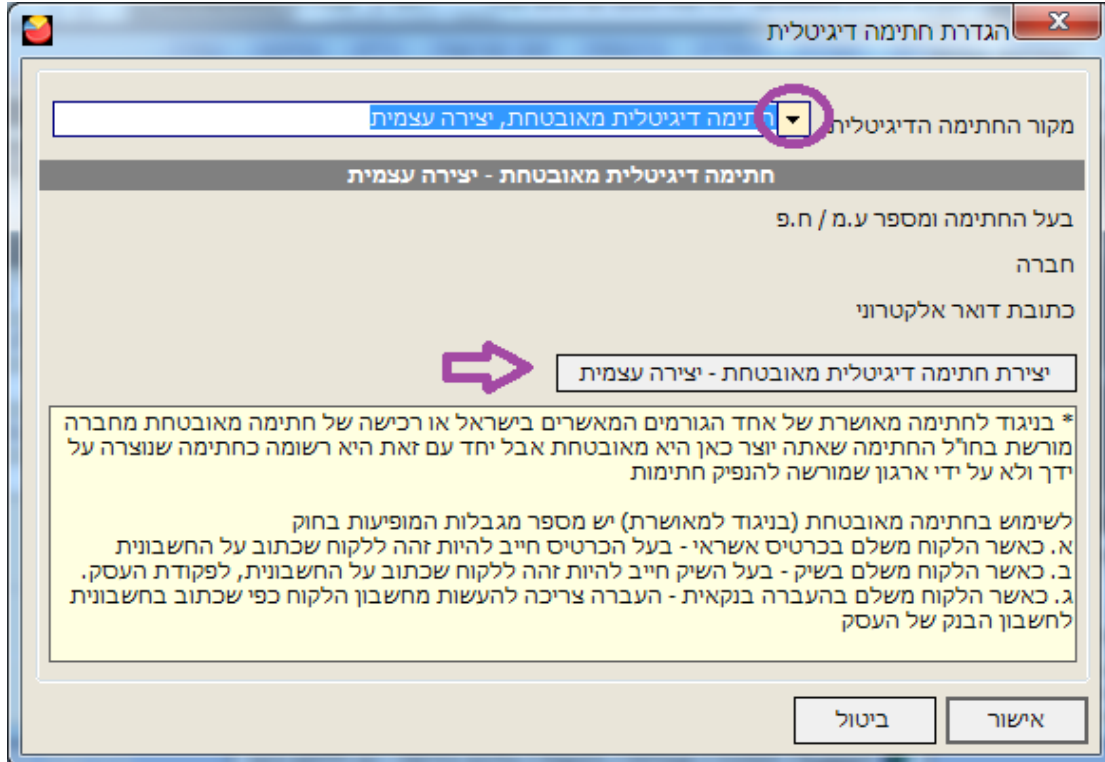 הגדרת חתימה דיגיטלית
מקור החתימה הדיגיטלית
חתימה דיגיטלית מאובטחת, יצירה עצמית
חתימה דיגיטלית מאובטחת - יצירה עצמית
בעל החתימה ומספר ע.מ / ח.פ
חברה
כתובת דואר אלקטרוני
יצירת חתימה דיגיטלית מאובטחת - יצירה עצמית
* בניגוד לחתימה מאושרת של אחד הגורמים המאשרים בישראל או רכישה של חתימה מאובטחת מחברה
מורשת בחו"ל החתימה שאתה יוצר כאן היא מאובטחת אבל יחד עם זאת היא רשומה כחתימה שנוצרה על
ידך ולא על ידי ארגון שמורשה להנפיק חתימות
לשימוש בחתימה מאובטחת (בניגוד למאושרת) יש מספר מגבלות המופיעות בחוק
א. כאשר הלקוח משלם בכרטיס אשראי - בעל הכרטיס חייב להיות זהה ללקוח שכתוב על החשבונית
ב. כאשר הלקוח משלם בשיק - בעל השיק חייב להיות זהה ללקוח שכתוב על החשבונית, לפקודת העסק.
ג. כאשר הלקוח משלם בהעברה בנקאית - העברה צריכה להעשות מחשבון הלקוח כפי שכתוב בחשבונית
לחשבון הבנק של העסק
אישור
ביטול